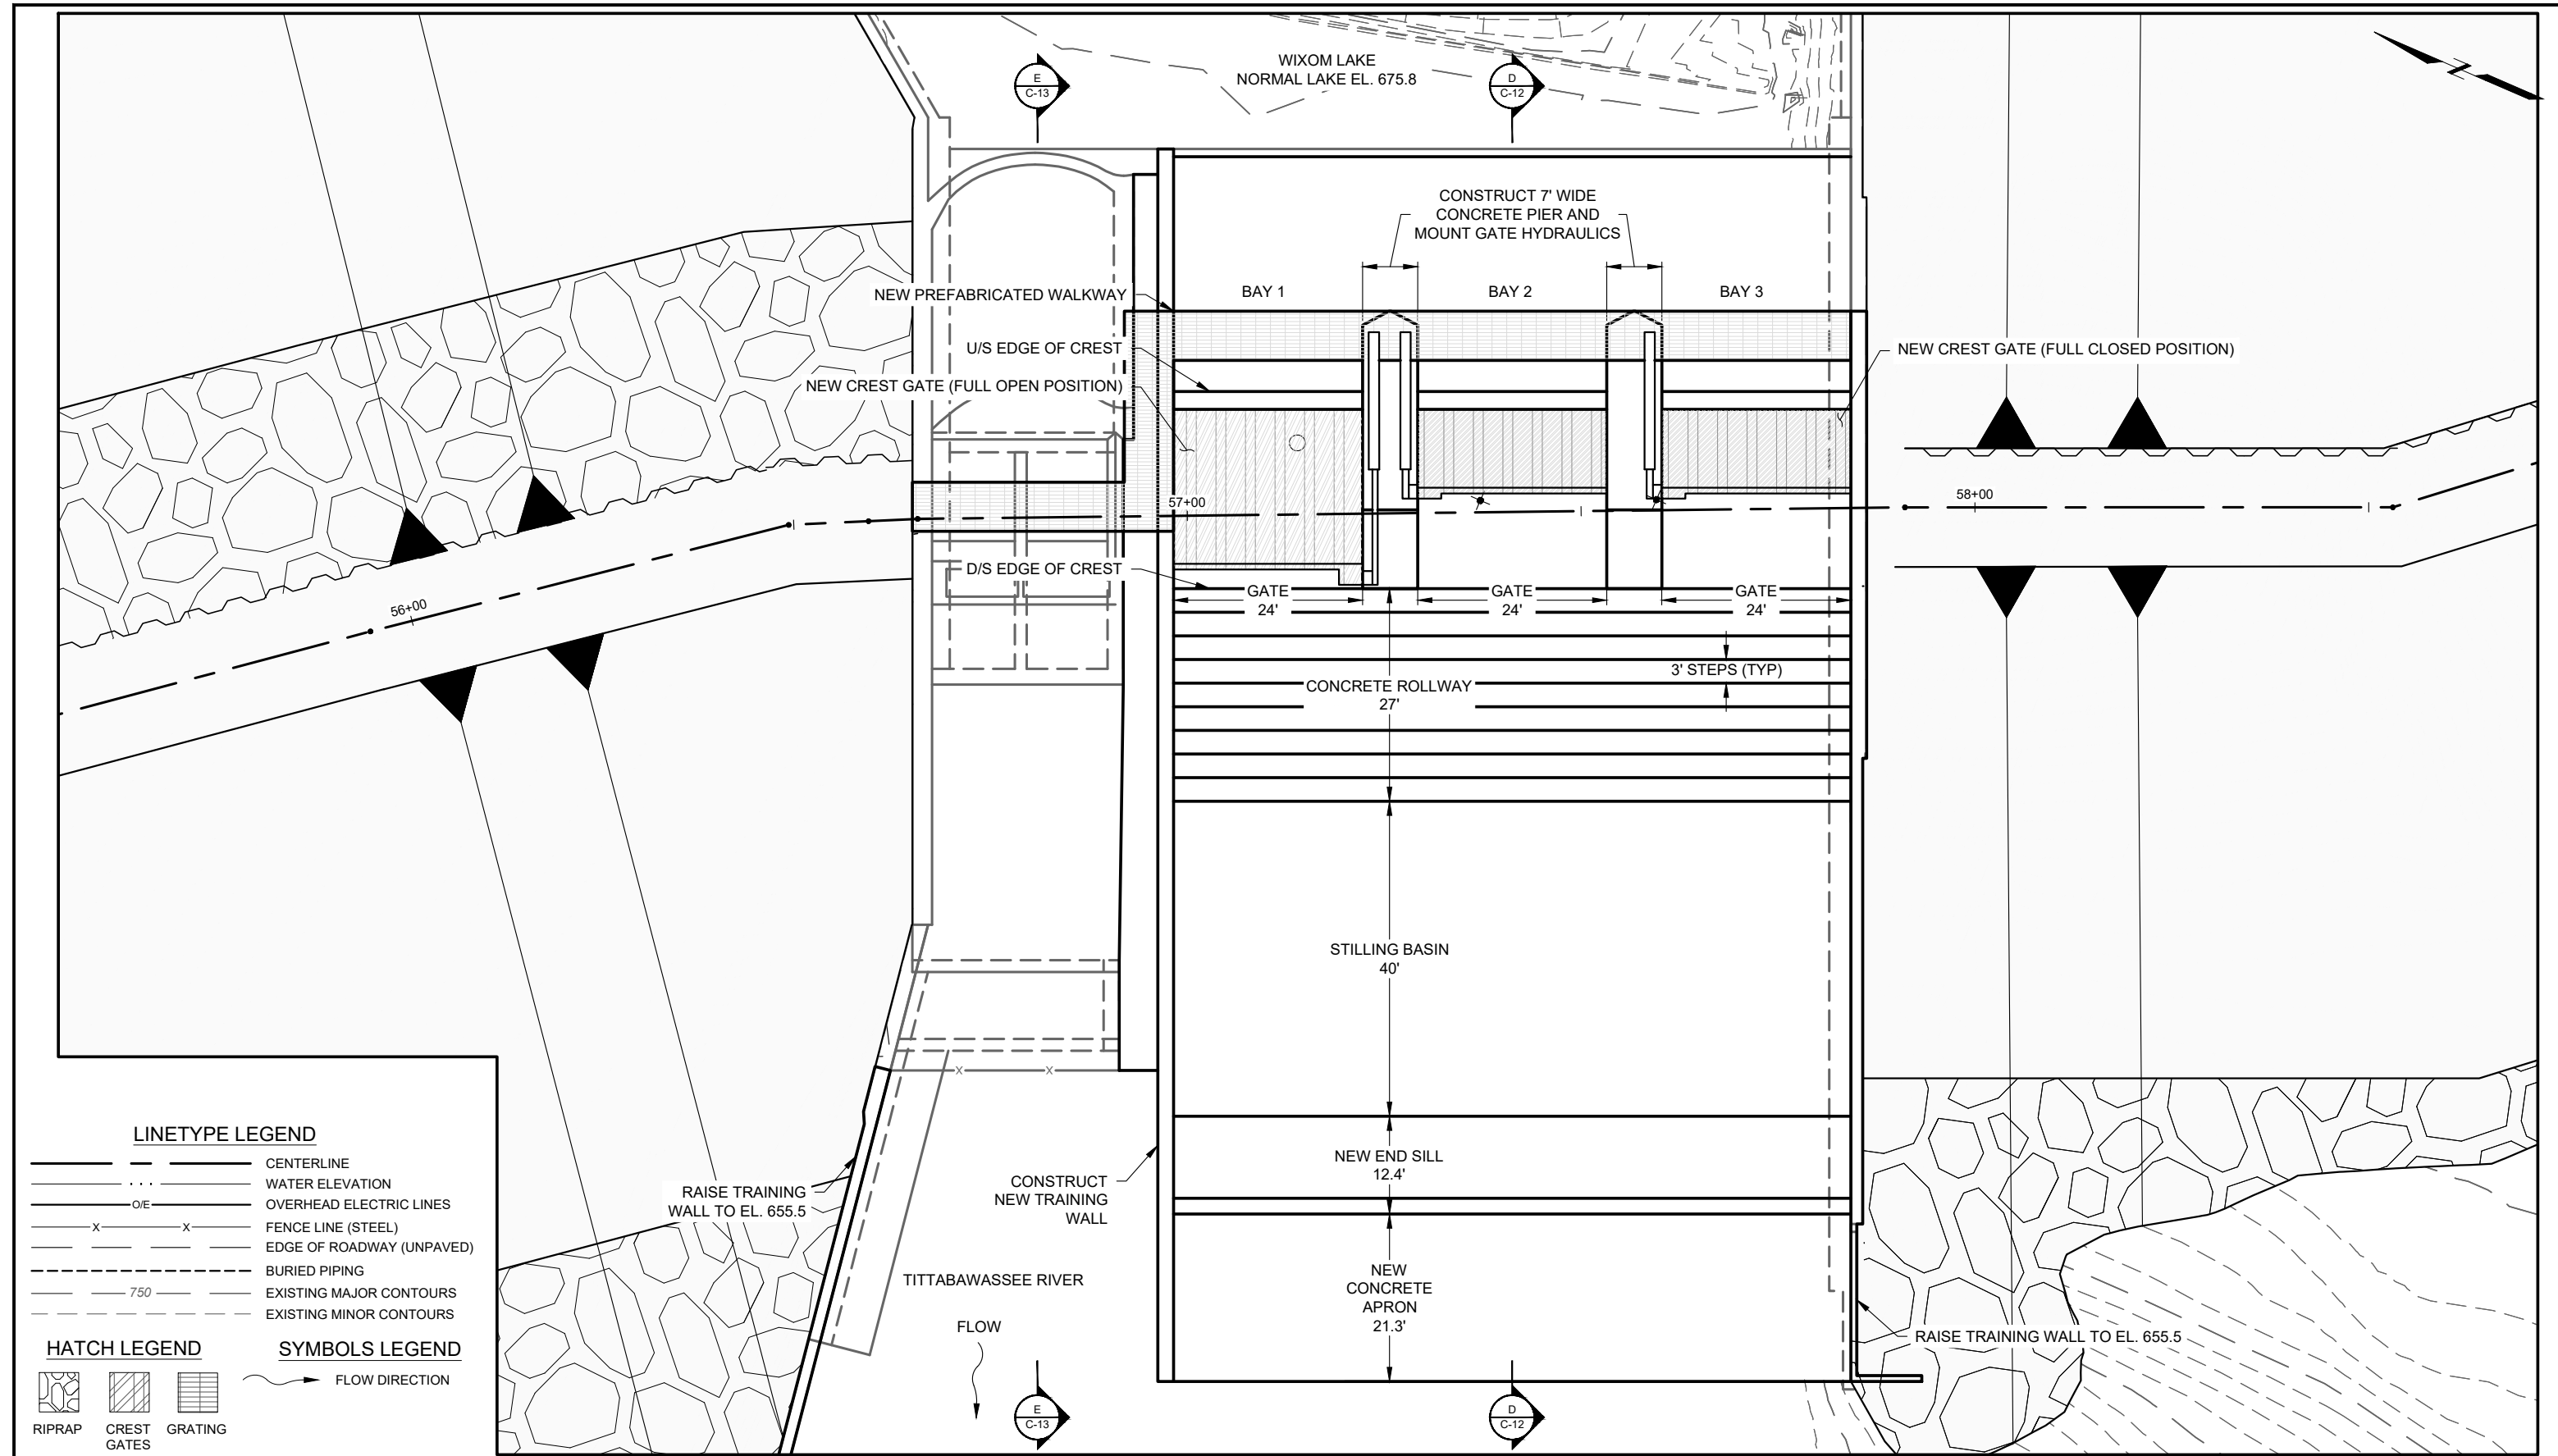 WIXOM LAKE
NORMAL LAKE EL. 675.8
E
C-13
D
C-12
CONSTRUCT 7' WIDE
CONCRETE PIER AND
MOUNT GATE HYDRAULICS
NEW PREFABRICATED WALKWAY
BAY 1
BAY 2
BAY 3
U/S EDGE OF CREST
NEW CREST GATE (FULL CLOSED POSITION)
NEW CREST GATE (FULL OPEN POSITION)
57+00
58+00
56+00
D/S EDGE OF CREST
GATE
24'
GATE
24'
GATE
24'
3' STEPS (TYP)
CONCRETE ROLLWAY
27'
STILLING BASIN
40'
X
X
NEW END SILL
12.4'
CONSTRUCT
NEW TRAINING
WALL
RAISE TRAINING
WALL TO EL. 655.5
NEW
CONCRETE
APRON
21.3'
TITTABAWASSEE RIVER
FLOW
RAISE TRAINING WALL TO EL. 655.5
E
C-13
D
C-12
LINETYPE LEGEND
CENTERLINE
WATER ELEVATION
O/E OVERHEAD ELECTRIC LINES
X X FENCE LINE (STEEL)
EDGE OF ROADWAY (UNPAVED)
BURIED PIPING
750 EXISTING MAJOR CONTOURS
EXISTING MINOR CONTOURS
HATCH LEGEND
RIPRAP
CREST
GATES
GRATING
SYMBOLS LEGEND
FLOW DIRECTION
Z